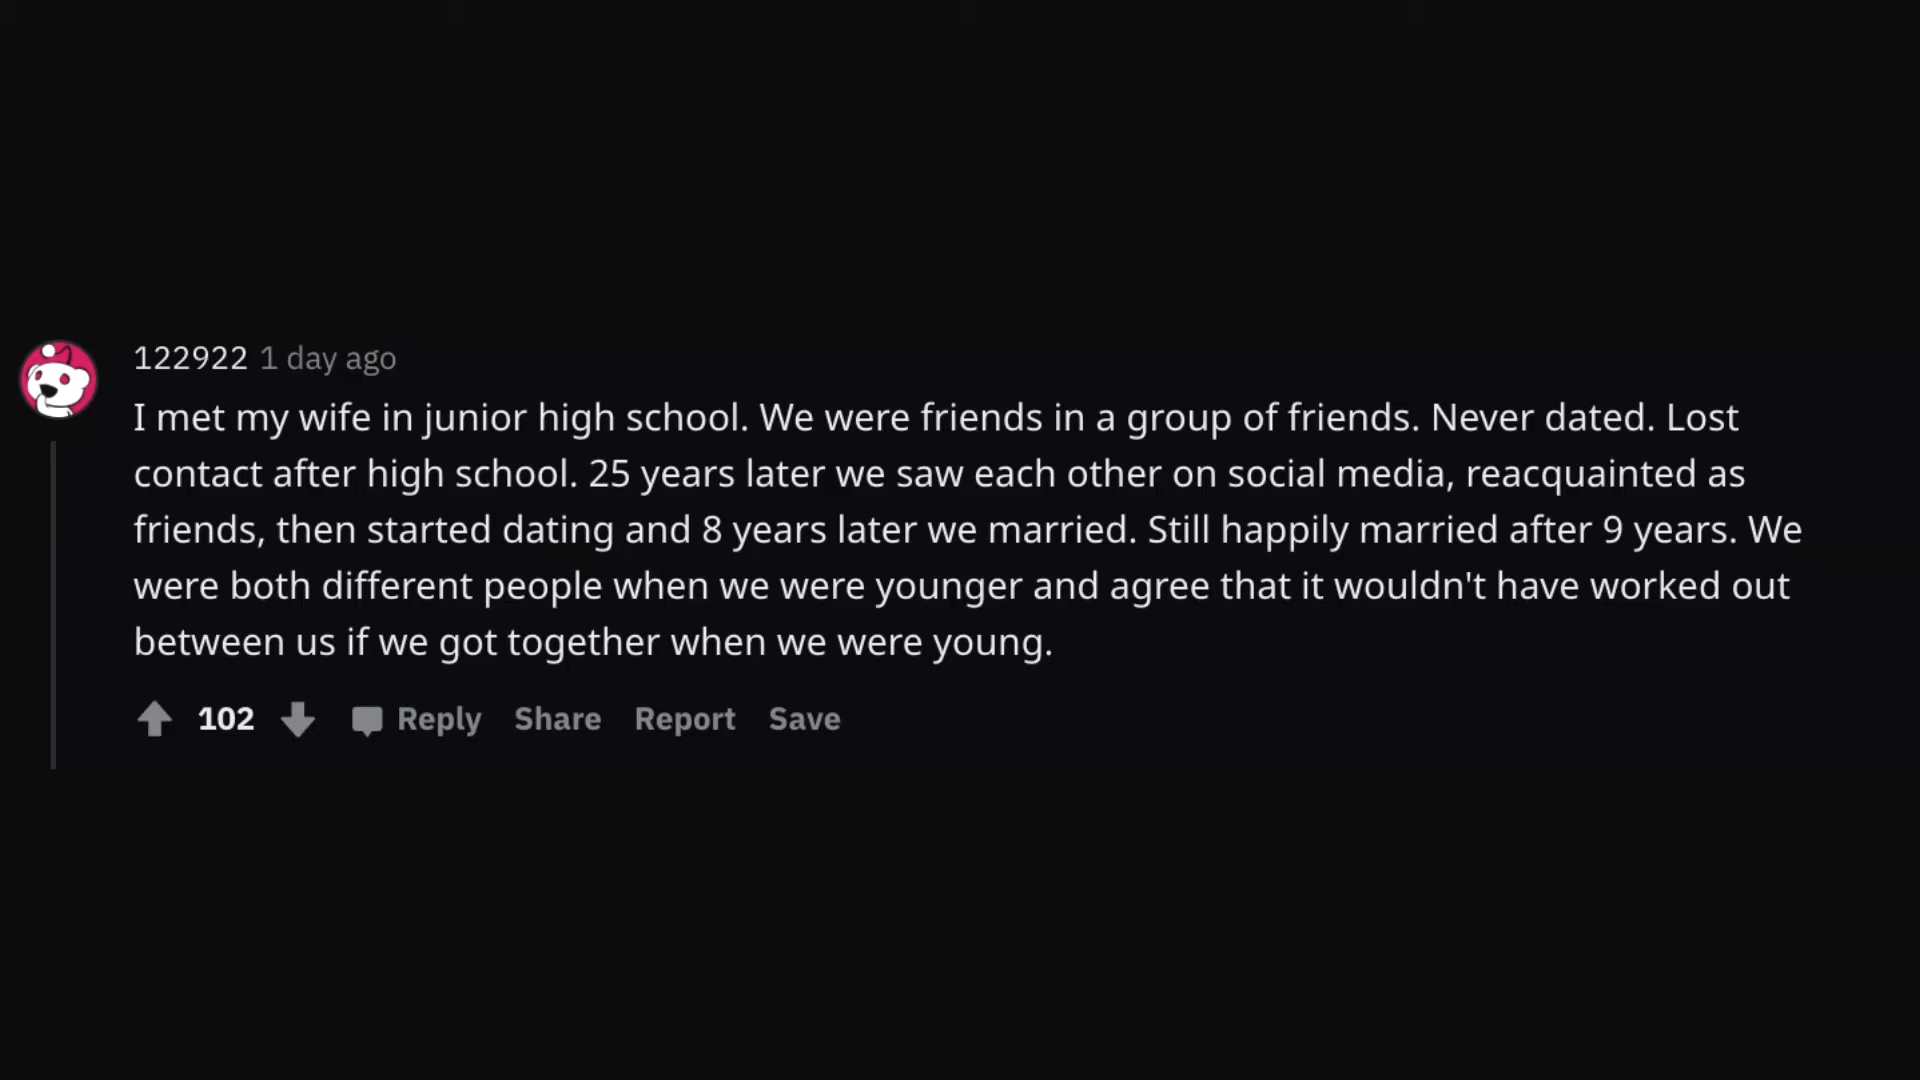 122922 1 day ago
I met my wife in junior high school. We were friends in a group of friends. Never dated. Lost
contact after high school. 25 years later we saw each other on social media, reacquainted as
friends, then started dating and 8 years later we married. Still happily married after 9 years. We
were both different people when we were younger and agree that it wouldn't have worked out
between us if we got together when we were young.
102 Reply Share Report Save